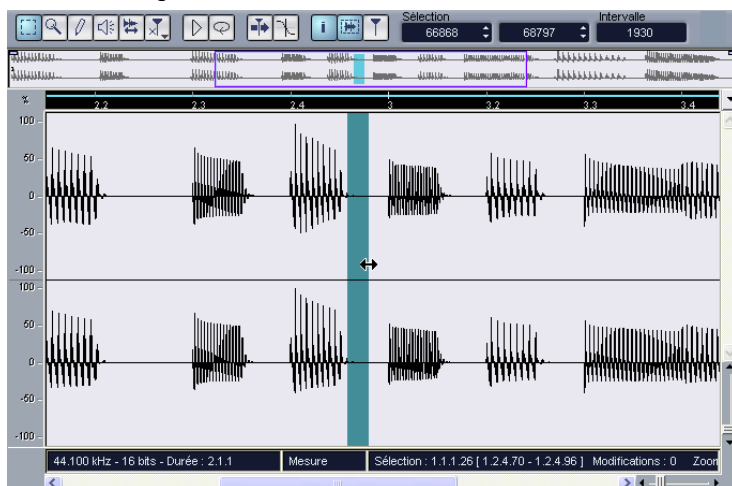 Sélection
Intervalle
66868
68797
1930
%
2.2 2.3 2.4 3 3.2 3.3 3.4
100
50
0
-50
-100
100
50
0
-50
-100
44.100 kHz - 16 bits - Durée : 2.1.1
Mesure
Sélection : 1.1.1.26 [ 1.2.4.70 - 1.2.4.96 ] Modifications : 0